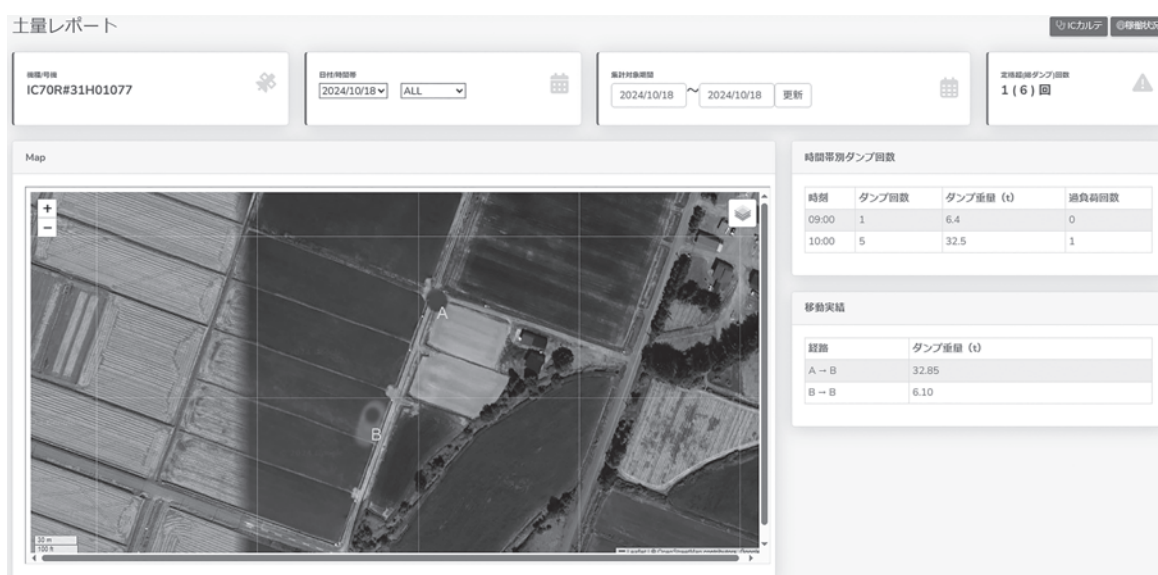 土量レポート
ICカルテ
稼働状況
機種/号機
IC70R#31H01077
日付/時間帯
2024/10/18
ALL
集計対象期間
2024/10/18 ～ 2024/10/18 更新
定格超(総ダンプ)回数
1 ( 6 ) 回
Map
+
−
A
B
30 m
100 ft
時間帯別ダンプ回数
時刻 ダンプ回数 ダンプ重量（t） 過負荷回数
09:00 1 6.4 0
10:00 5 32.5 1
移動実績
経路 ダンプ重量（t）
A → B 32.85
B → B 6.10
Leaflet | © OpenStreetMap contributors, Google